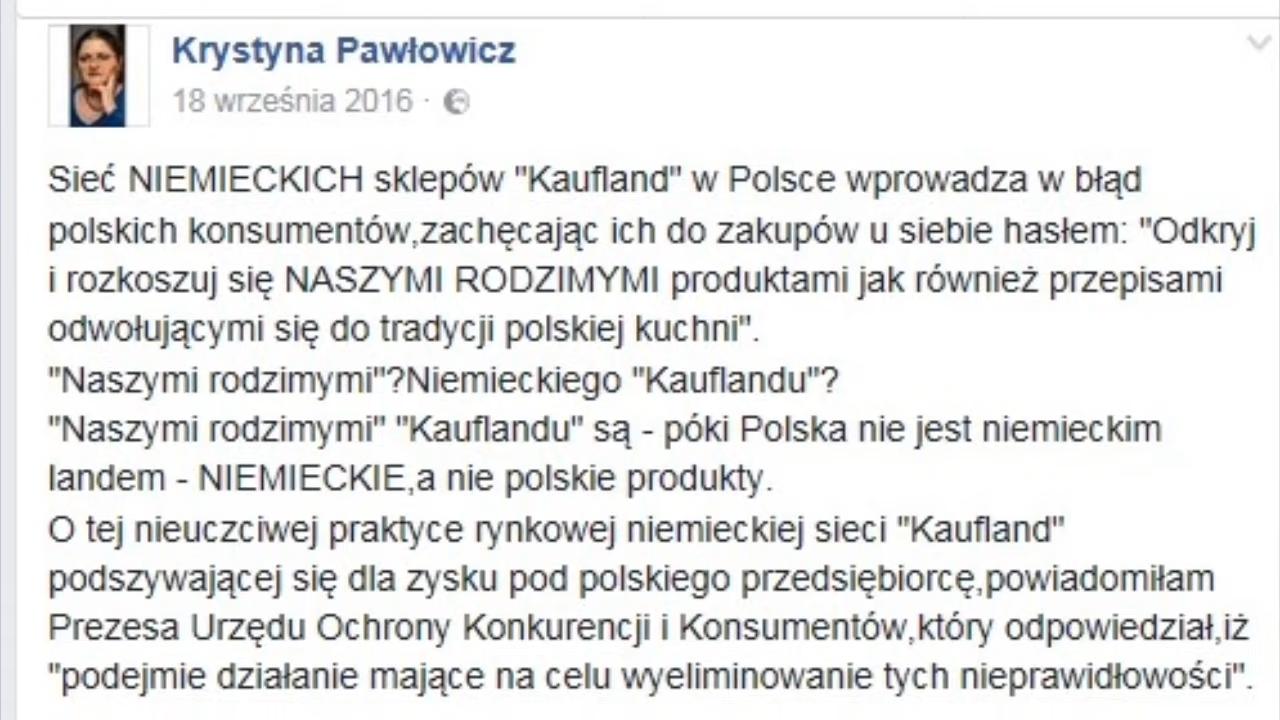 Krystyna Pawłowicz
18 września 2016 ·
Sieć NIEMIECKICH sklepów "Kaufland" w Polsce wprowadza w błąd
polskich konsumentów,zachęcając ich do zakupów u siebie hasłem: "Odkryj
i rozkoszuj się NASZYMI RODZIMYMI produktami jak również przepisami
odwołującymi się do tradycji polskiej kuchni".
"Naszymi rodzimymi"?Niemieckiego "Kauflandu"?
"Naszymi rodzimymi" "Kauflandu" są - póki Polska nie jest niemieckim
landem - NIEMIECKIE,a nie polskie produkty.
O tej nieuczciwej praktyce rynkowej niemieckiej sieci "Kaufland"
podszywającej się dla zysku pod polskiego przedsiębiorcę,powiadomiłam
Prezesa Urzędu Ochrony Konkurencji i Konsumentów,który odpowiedział,iż
"podejmie działanie mające na celu wyeliminowanie tych nieprawidłowości".